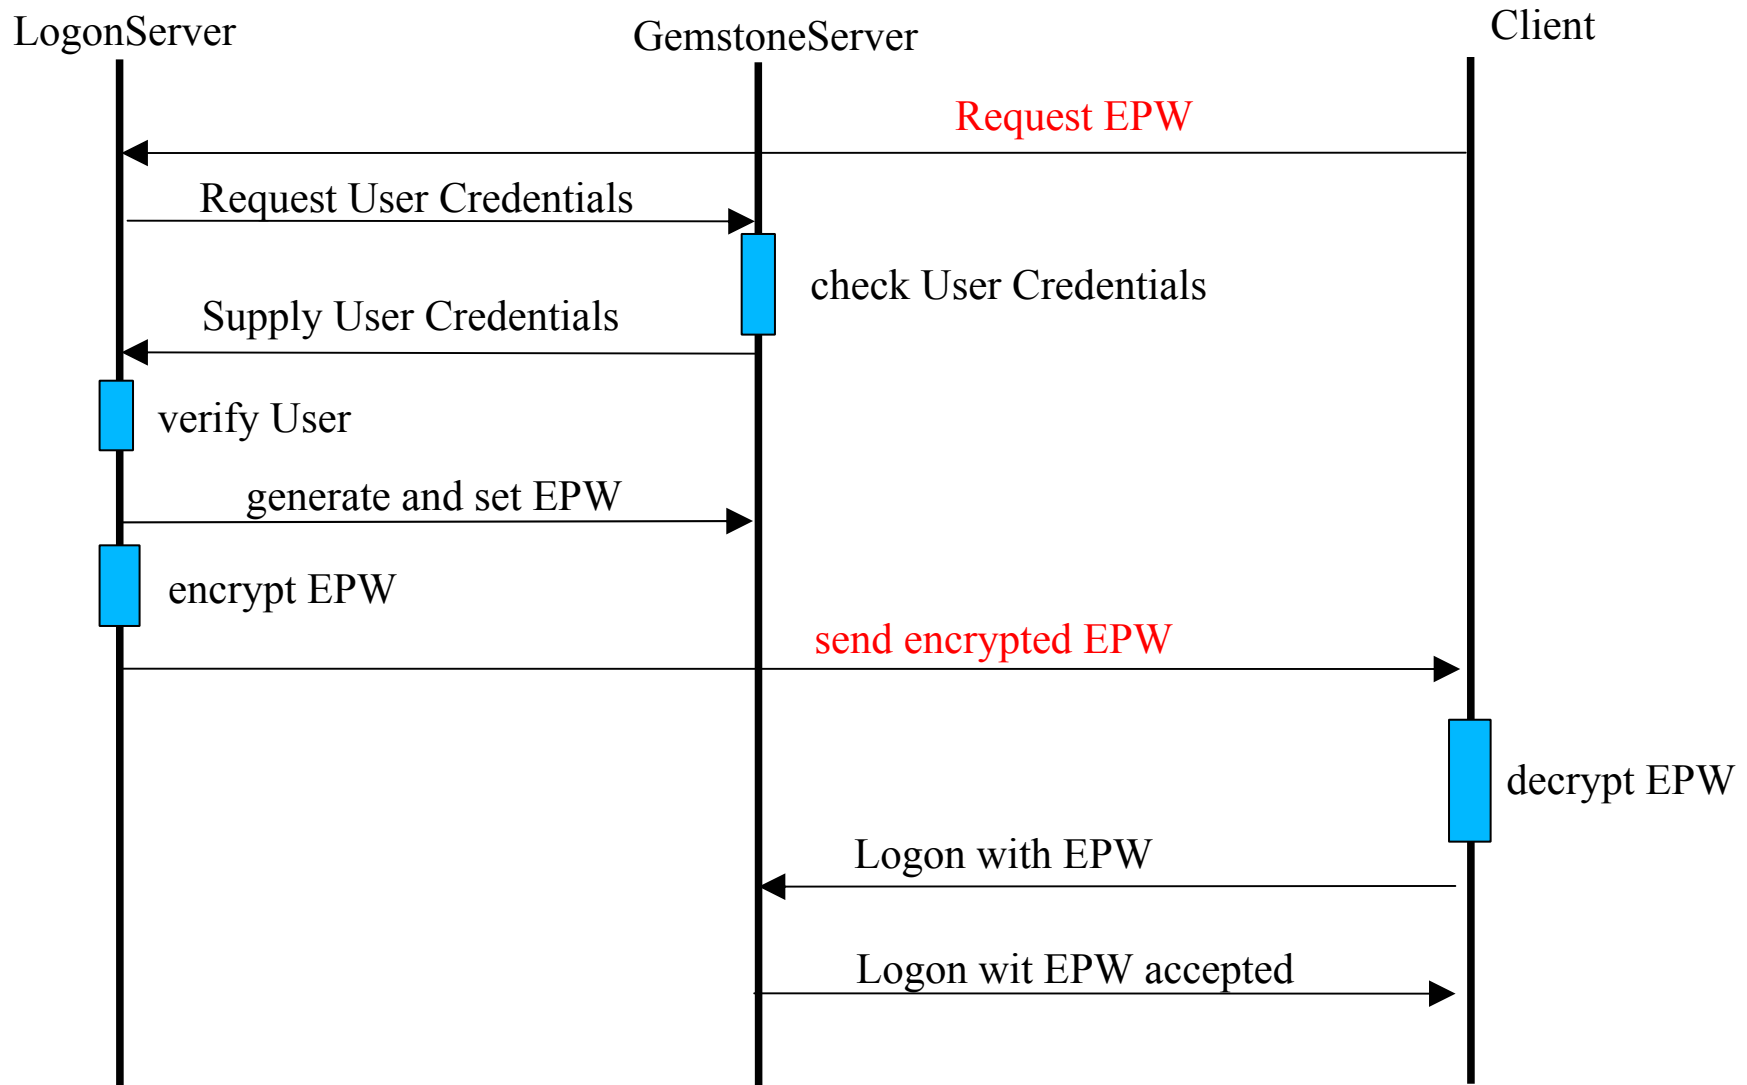 LogonServer
GemstoneServer
Client
Request EPW
Request User Credentials
check User Credentials
Supply User Credentials
verify User
generate and set EPW
encrypt EPW
send encrypted EPW
decrypt EPW
Logon with EPW
Logon wit EPW accepted